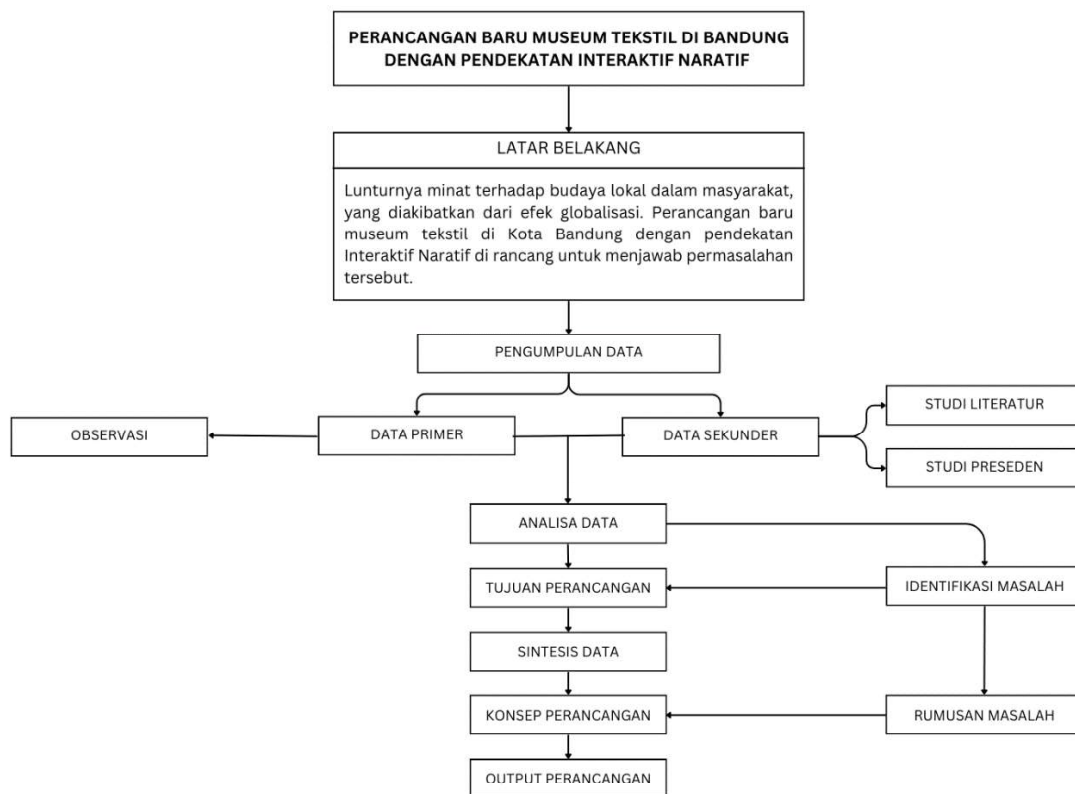 PERANCANGAN BARU MUSEUM TEKSTIL DI BANDUNG
DENGAN PENDEKATAN INTERAKTIF NARATIF
LATAR BELAKANG
Lunturnya minat terhadap budaya lokal dalam masyarakat,
yang diakibatkan dari efek globalisasi. Perancangan baru
museum tekstil di Kota Bandung dengan pendekatan
Interaktif Naratif di rancang untuk menjawab permasalahan
tersebut.
PENGUMPULAN DATA
OBSERVASI
DATA PRIMER
DATA SEKUNDER
STUDI LITERATUR
STUDI PRESEDEN
ANALISA DATA
TUJUAN PERANCANGAN
IDENTIFIKASI MASALAH
SINTESIS DATA
KONSEP PERANCANGAN
RUMUSAN MASALAH
OUTPUT PERANCANGAN